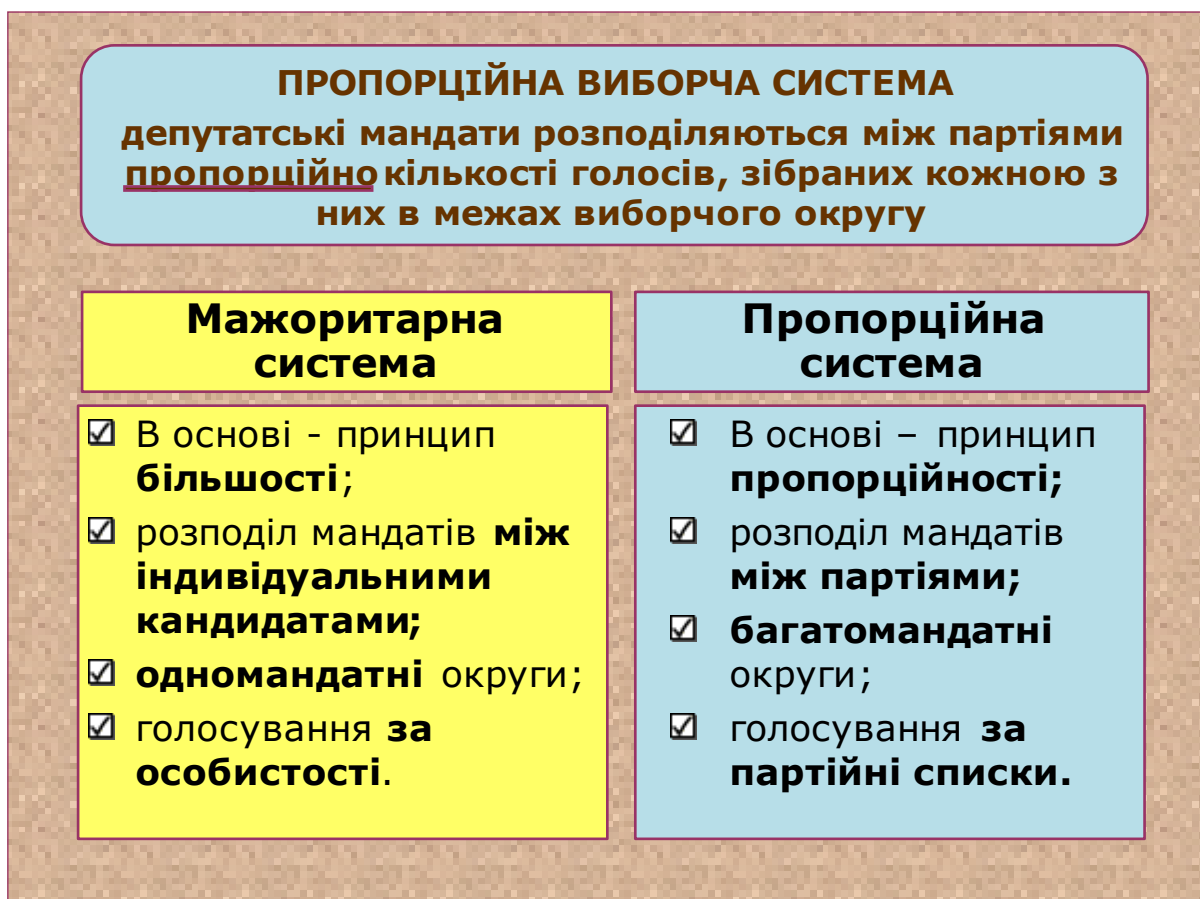 ПРОПОРЦІЙНА ВИБОРЧА СИСТЕМА
депутатські мандати розподіляються між партіями
пропорційно кількості голосів, зібраних кожною з
них в межах виборчого округу
Мажоритарна
система
В основі - принцип
більшості;
розподіл мандатів між
індивідуальними
кандидатами;
одномандатні округи;
голосування за
особистості.
Пропорційна
система
В основі – принцип
пропорційності;
розподіл мандатів
між партіями;
багатомандатні
округи;
голосування за
партійні списки.